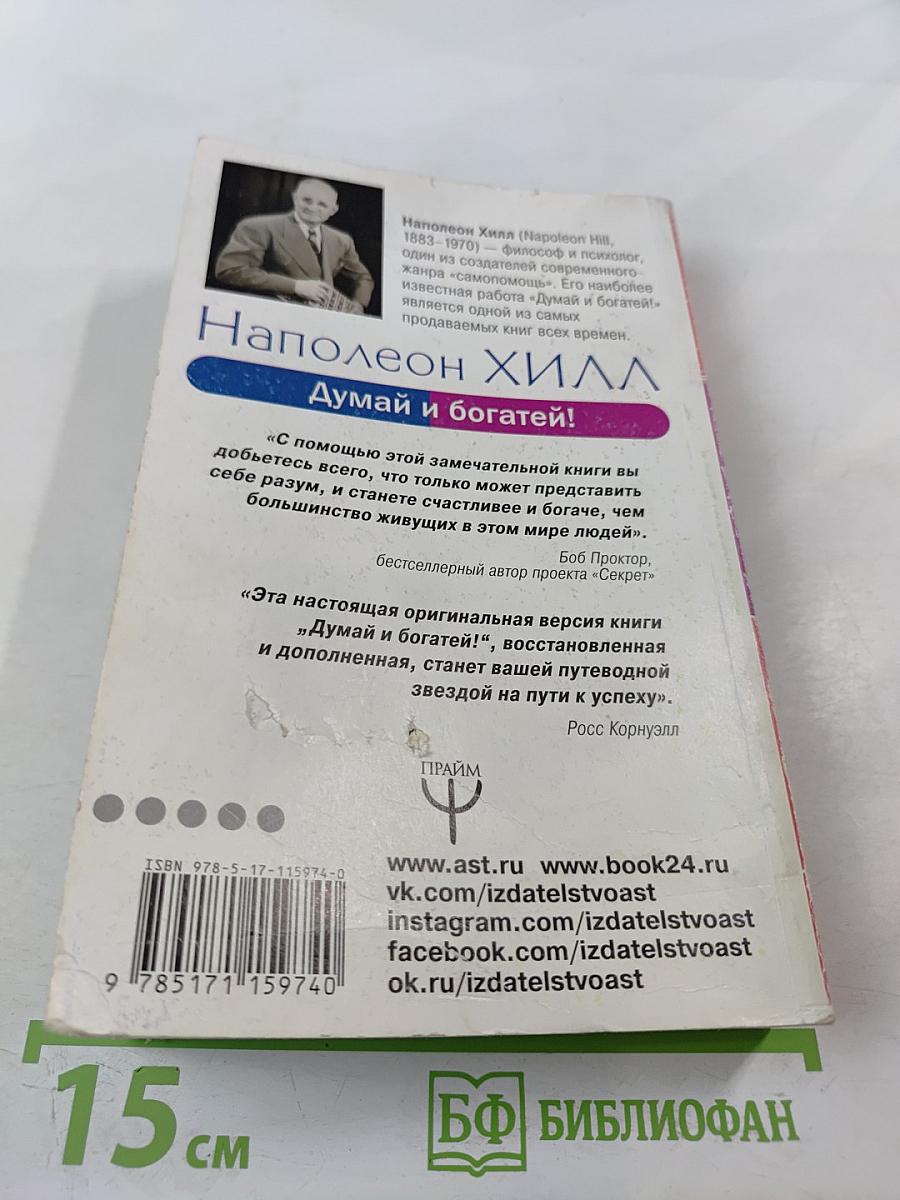 Наполеон Хилл (Napoleon Hill,
1883–1970) — философ и психолог,
один из создателей современного
жанра «самопомощь». Его наиболее
известная работа «Думай и богатей!»
является одной из самых
продаваемых книг всех времен.
Наполеон ХИЛЛ
Думай и богатей!
«С помощью этой замечательной книги вы
добьетесь всего, что только может представить
себе разум, и станете счастливее и богаче, чем
большинство живущих в этом мире людей».
Боб Проктор,
бестселлерный автор проекта «Секрет»
«Эта настоящая оригинальная версия книги
„Думай и богатей!“, восстановленная
и дополненная, станет вашей путеводной
звездой на пути к успеху».
Росс Корнуэлл
ПРАЙМ
ISBN 978-5-17-115974-0
9 785171 159740
www.ast.ru www.book24.ru
vk.com/izdatelstvoast
instagram.com/izdatelstvoast
facebook.com/izdatelstvoast
ok.ru/izdatelstvoast
15 см
БФ БИБЛИОФАН